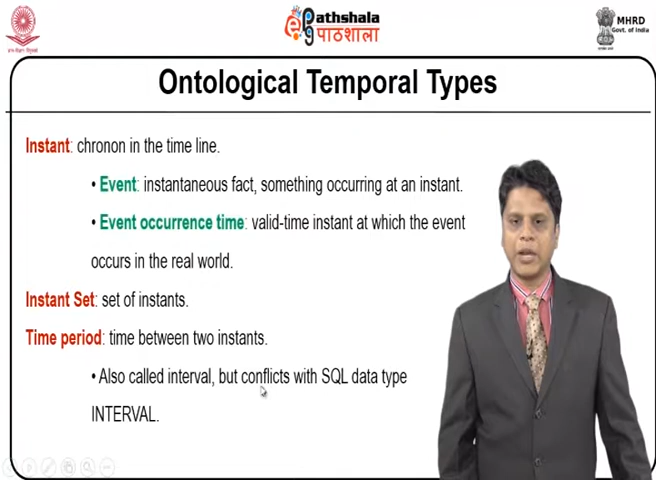 ePathshala
पाठशाला
MHRD
Govt. of India
Ontological Temporal Types
Instant: chronon in the time line.
• Event: instantaneous fact, something occurring at an instant.
• Event occurrence time: valid-time instant at which the event
occurs in the real world.
Instant Set: set of instants.
Time period: time between two instants.
• Also called interval, but conflicts with SQL data type
INTERVAL.